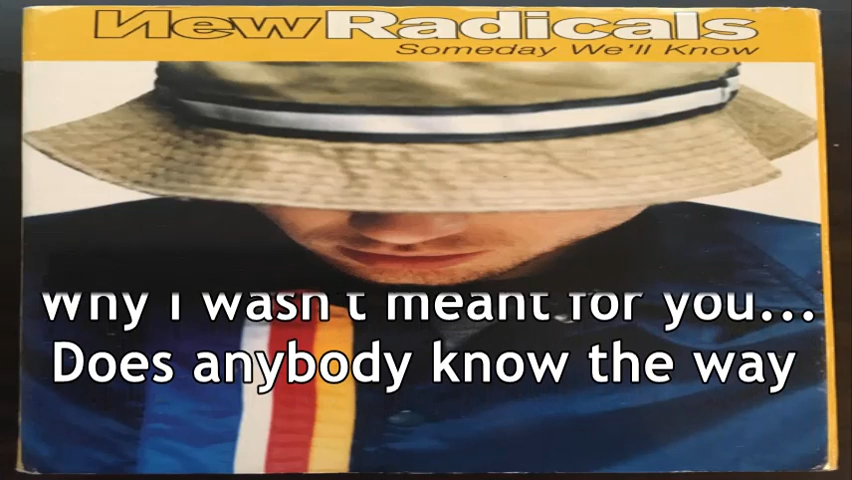 New Radicals
Someday We'll Know
Why I wasn't meant for you...
Does anybody know the way